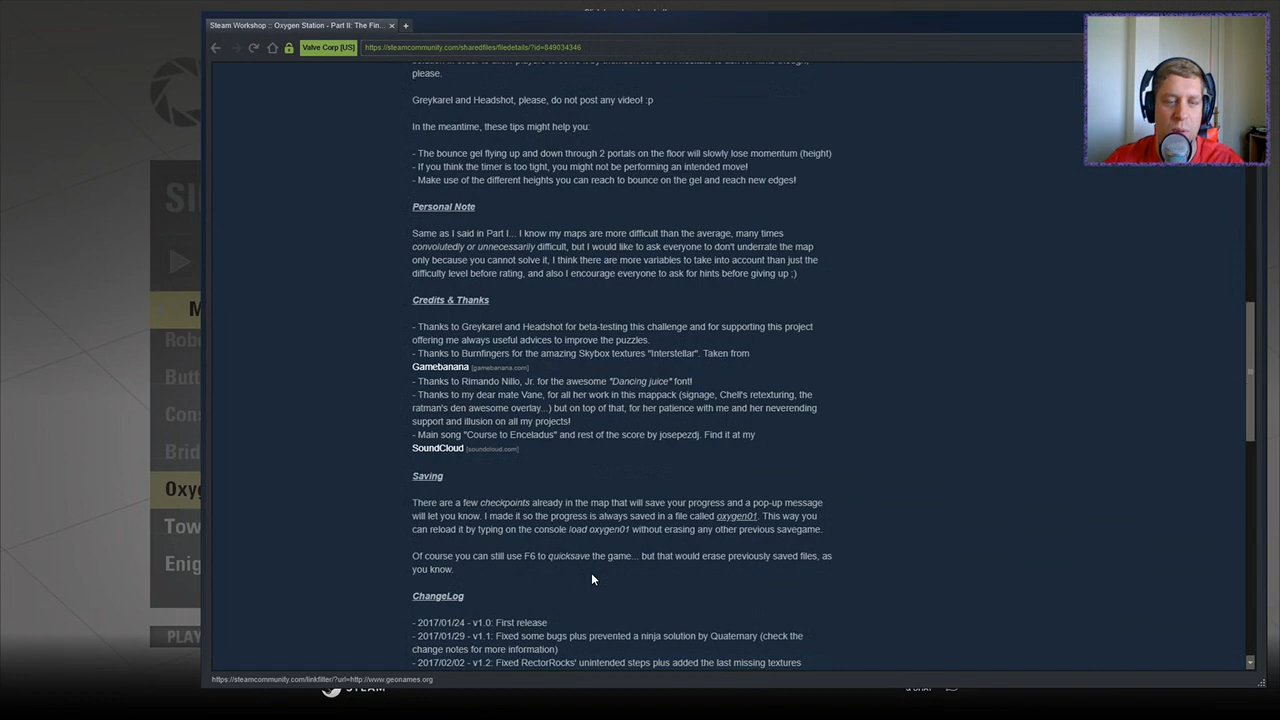 Steam Workshop :: Oxygen Station - Part II: The Fin...
Valve Corp [US]
https://steamcommunity.com/sharedfiles/filedetails/?id=849034346
please.
Greykarel and Headshot, please, do not post any video! :p
In the meantime, these tips might help you:
- The bounce gel flying up and down through 2 portals on the floor will slowly lose momentum (height)
- If you think the timer is too tight, you might not be performing an intended move!
- Make use of the different heights you can reach to bounce on the gel and reach new edges!
Personal Note
Same as I said in Part I... I know my maps are more difficult than the average, many times
convolutedly or unnecessarily difficult, but I would like to ask everyone to don't underrate the map
only because you cannot solve it, I think there are more variables to take into account than just the
difficulty level before rating, and also I encourage everyone to ask for hints before giving up ;)
Credits & Thanks
- Thanks to Greykarel and Headshot for beta-testing this challenge and for supporting this project
offering me always useful advices to improve the puzzles.
- Thanks to Burnfingers for the amazing Skybox textures "Interstellar". Taken from
Gamebanana [gamebanana.com]
- Thanks to Rimando Nillo, Jr. for the awesome "Dancing juice" font!
- Thanks to my dear mate Vane, for all her work in this mappack (signage, Chell's retexturing, the
ratman's den awesome overlay...) but on top of that, for her patience with me and her neverending
support and illusion on all my projects!
- Main song "Course to Enceladus" and rest of the score by josepezdj. Find it at my
SoundCloud [soundcloud.com]
Saving
There are a few checkpoints already in the map that will save your progress and a pop-up message
will let you know. I made it so the progress is always saved in a file called oxygen01. This way you
can reload it by typing on the console load oxygen01 without erasing any other previous savegame.
Of course you can still use F6 to quicksave the game... but that would erase previously saved files, as
you know.
ChangeLog
- 2017/01/24 - v1.0: First release
- 2017/01/29 - v1.1: Fixed some bugs plus prevented a ninja solution by Quaternary (check the
change notes for more information)
- 2017/02/02 - v1.2: Fixed RectorRocks' unintended steps plus added the last missing textures
https://steamcommunity.com/linkfilter/?url=http://www.geonames.org
SI
M
Rob
Butt
Cons
Brid
Oxy
Tow
Enig
PLAY
STEAM
& CHAT